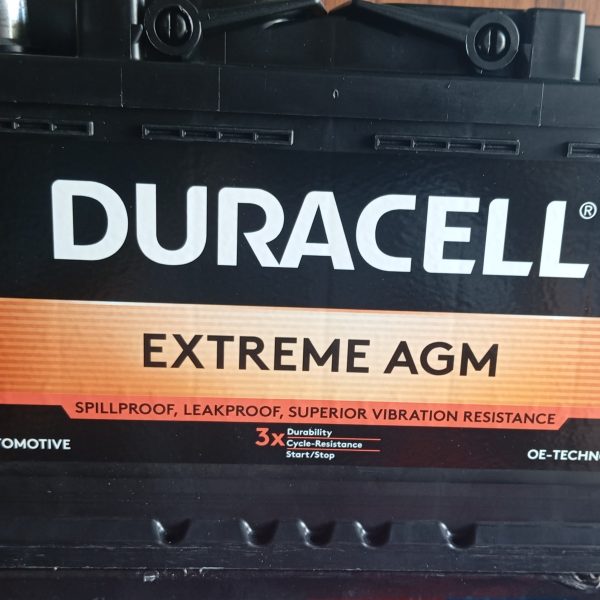 DURACELL®
EXTREME AGM
SPILLPROOF, LEAKPROOF, SUPERIOR VIBRATION RESISTANCE
3x Durability
Cycle-Resistance
Start/Stop